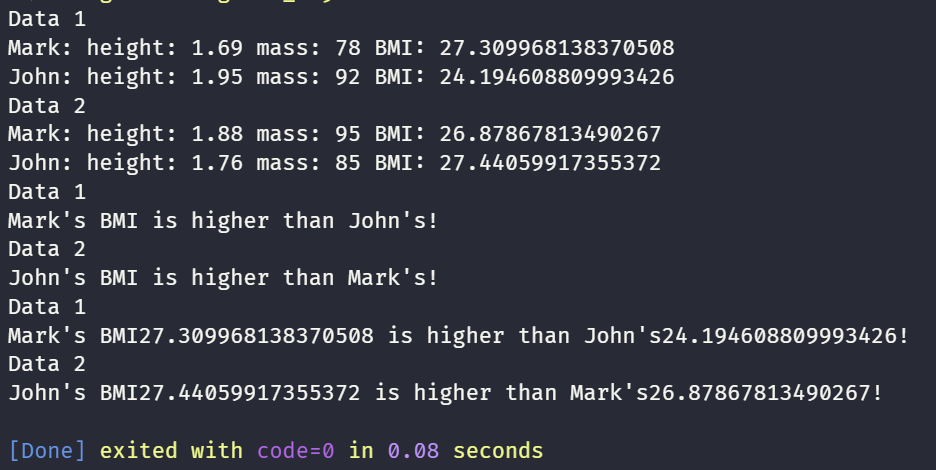 Data 1
Mark: height: 1.69 mass: 78 BMI: 27.309968138370508
John: height: 1.95 mass: 92 BMI: 24.194608809993426
Data 2
Mark: height: 1.88 mass: 95 BMI: 26.87867813490267
John: height: 1.76 mass: 85 BMI: 27.44059917355372
Data 1
Mark's BMI is higher than John's!
Data 2
John's BMI is higher than Mark's!
Data 1
Mark's BMI27.309968138370508 is higher than John's24.194608809993426!
Data 2
John's BMI27.44059917355372 is higher than Mark's26.87867813490267!
[Done] exited with code=0 in 0.08 seconds